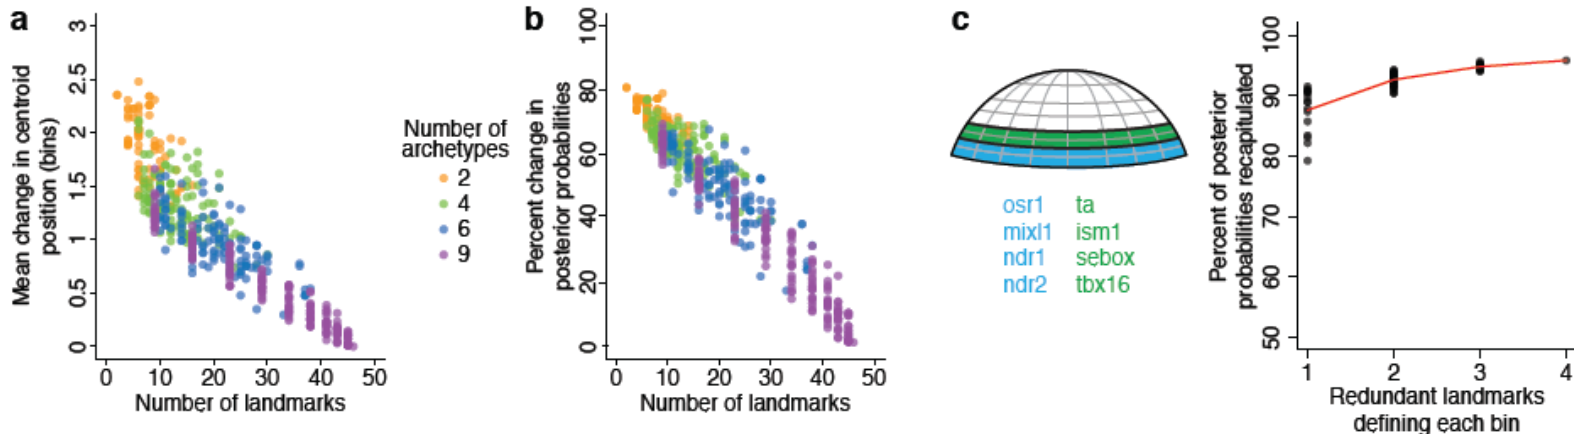 a
Mean change in centroid
position (bins)
3
2.5
2
1.5
1
0.5
0
0 10 20 30 40 50
Number of landmarks
Number of
archetypes
2
4
6
9
b
Percent change in
posterior probabilities
100
80
60
40
20
0
0 10 20 30 40 50
Number of landmarks
c
osr1 ta
mixl1 ism1
ndr1 sebox
ndr2 tbx16
Percent of posterior
probabilities recapitulated
100
90
80
70
60
50
1 2 3 4
Redundant landmarks
defining each bin